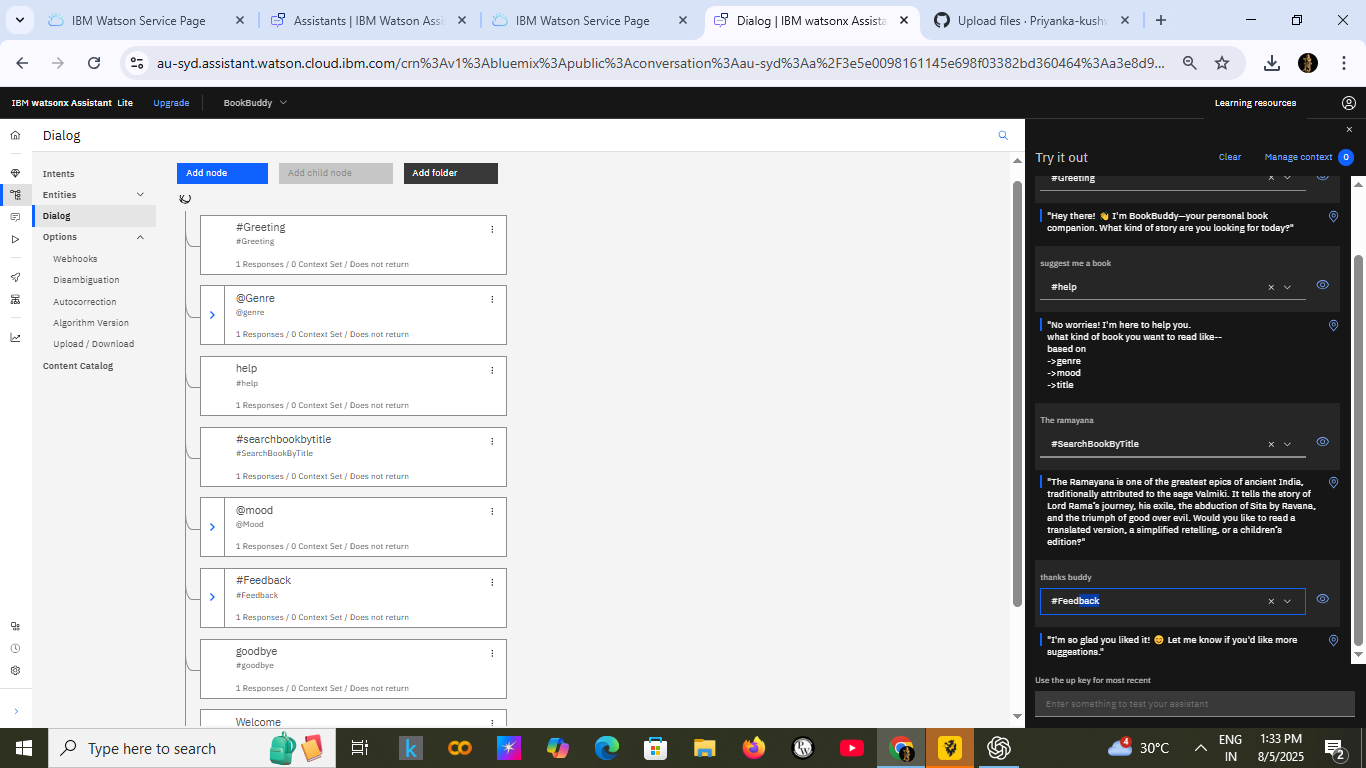 IBM Watson Service Page
Assistants | IBM Watson Assi
IBM Watson Service Page
Dialog | IBM watsonx Assista
Upload files · Priyanka-kushw
au-syd.assistant.watson.cloud.ibm.com/crn%3Av1%3Abluemix%3Apublic%3Aconversation%3Aau-syd%3Aa%2F3e5e0098161145e698f03382bd360464%3Aa3e8d9...
IBM watsonx Assistant Lite
Upgrade
BookBuddy
Learning resources
Dialog
Intents
Entities
Dialog
Options
Webhooks
Disambiguation
Autocorrection
Algorithm Version
Upload / Download
Content Catalog
Add node
Add child node
Add folder
#Greeting
#Greeting
1 Responses / 0 Context Set / Does not return
@Genre
@genre
1 Responses / 0 Context Set / Does not return
help
#help
1 Responses / 0 Context Set / Does not return
#searchbookbytitle
#SearchBookByTitle
1 Responses / 0 Context Set / Does not return
@mood
@Mood
1 Responses / 0 Context Set / Does not return
#Feedback
#Feedback
1 Responses / 0 Context Set / Does not return
goodbye
#goodbye
1 Responses / 0 Context Set / Does not return
Welcome
Try it out
Clear
Manage context 0
#Greeting
"Hey there! 👋 I'm BookBuddy—your personal book
companion. What kind of story are you looking for today?"
suggest me a book
#help
"No worries! I'm here to help you.
what kind of book you want to read like--
based on
->genre
->mood
->title
The ramayana
#SearchBookByTitle
"The Ramayana is one of the greatest epics of ancient India,
traditionally attributed to the sage Valmiki. It tells the story of
Lord Rama's journey, his exile, the abduction of Sita by Ravana,
and the triumph of good over evil. Would you like to read a
translated version, a simplified retelling, or a children's
edition?"
thanks buddy
#Feedback
"I'm so glad you liked it! 😊 Let me know if you'd like more
suggestions."
Use the up key for most recent
Enter something to test your assistant
Type here to search
k
4
30°C
ENG
IN
1:33 PM
8/5/2025
2